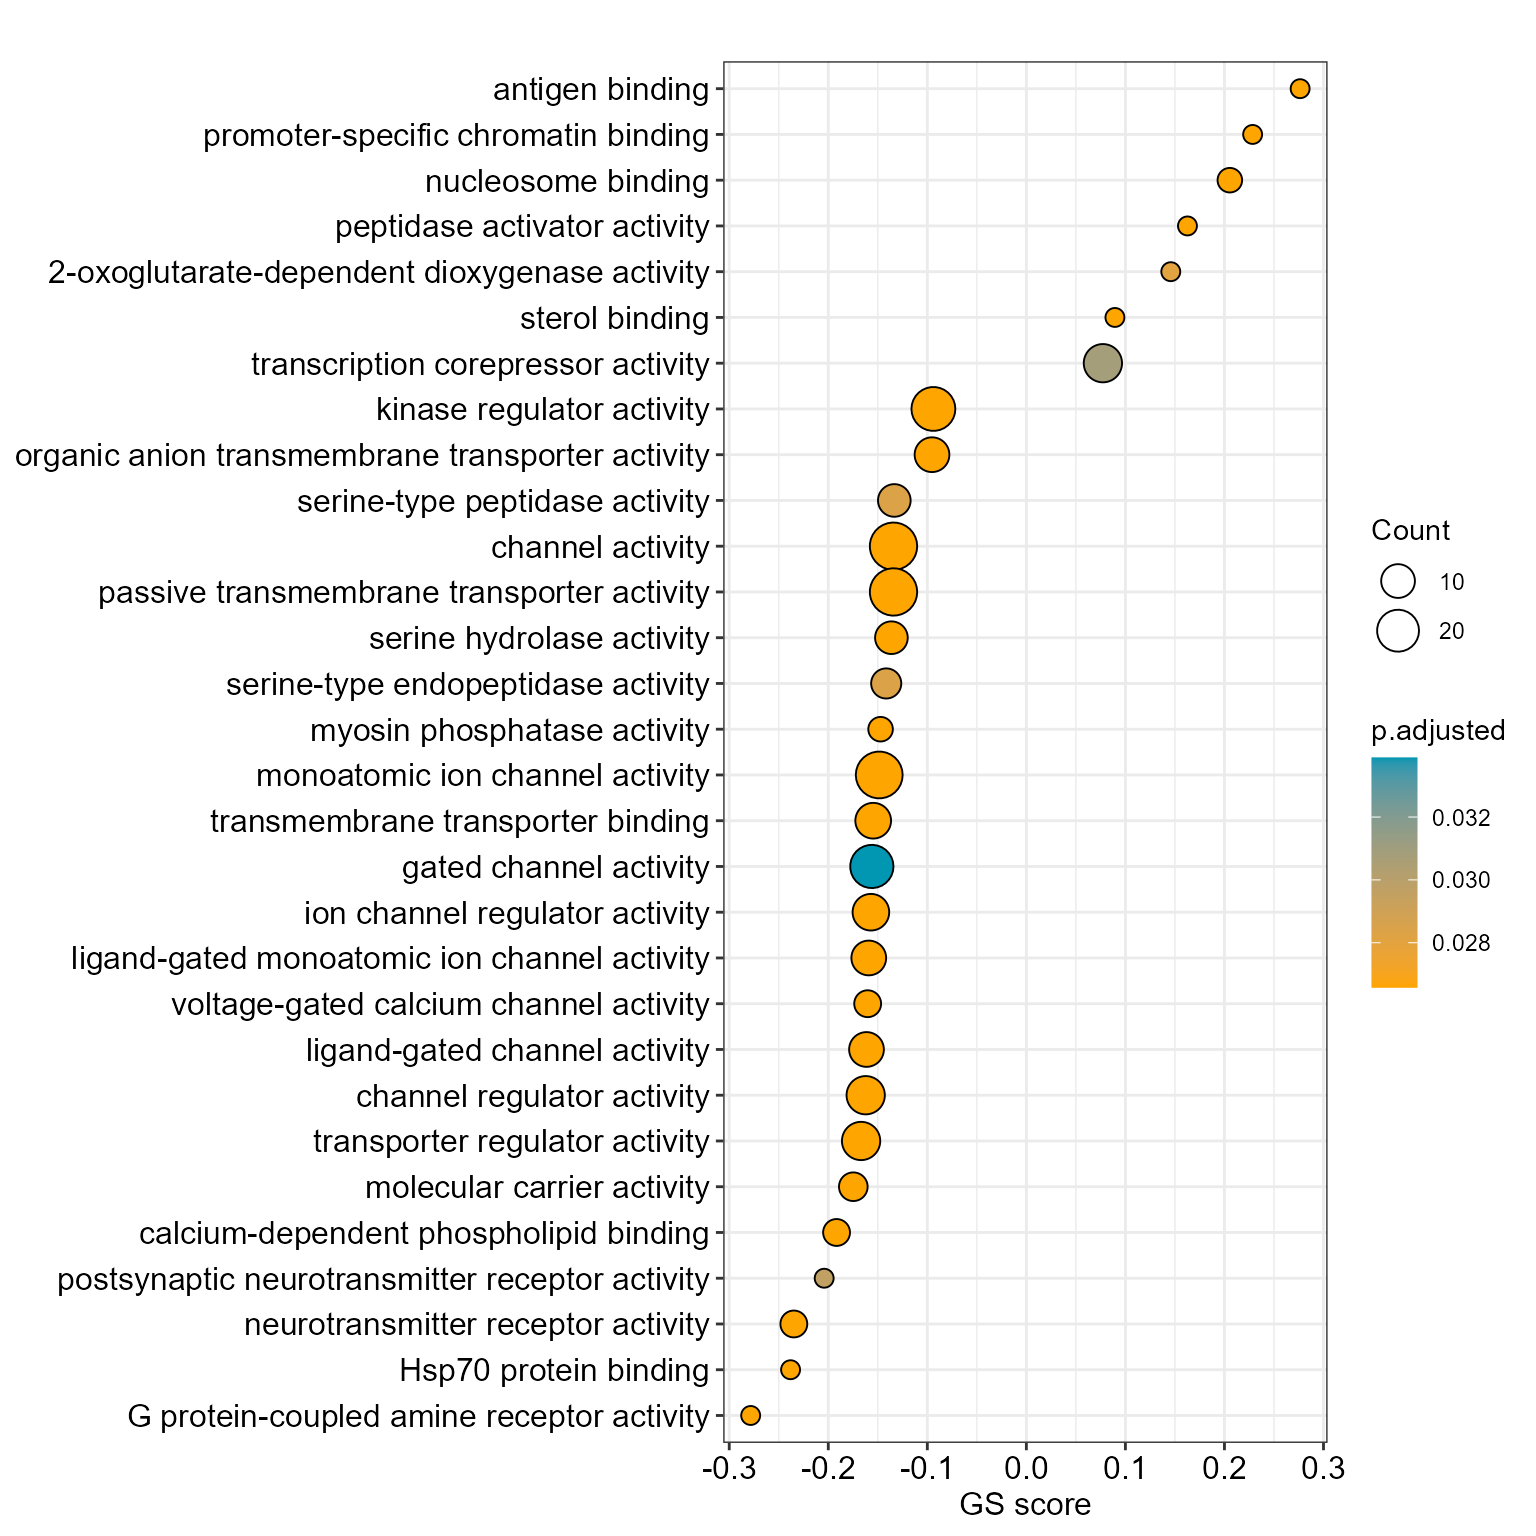 antigen binding
promoter-specific chromatin binding
nucleosome binding
peptidase activator activity
2-oxoglutarate-dependent dioxygenase activity
sterol binding
transcription corepressor activity
kinase regulator activity
organic anion transmembrane transporter activity
serine-type peptidase activity
channel activity
passive transmembrane transporter activity
serine hydrolase activity
serine-type endopeptidase activity
myosin phosphatase activity
monoatomic ion channel activity
transmembrane transporter binding
gated channel activity
ion channel regulator activity
ligand-gated monoatomic ion channel activity
voltage-gated calcium channel activity
ligand-gated channel activity
channel regulator activity
transporter regulator activity
molecular carrier activity
calcium-dependent phospholipid binding
postsynaptic neurotransmitter receptor activity
neurotransmitter receptor activity
Hsp70 protein binding
G protein-coupled amine receptor activity
-0.3 -0.2 -0.1 0.0 0.1 0.2 0.3
GS score
Count
10
20
p.adjusted
0.032
0.030
0.028